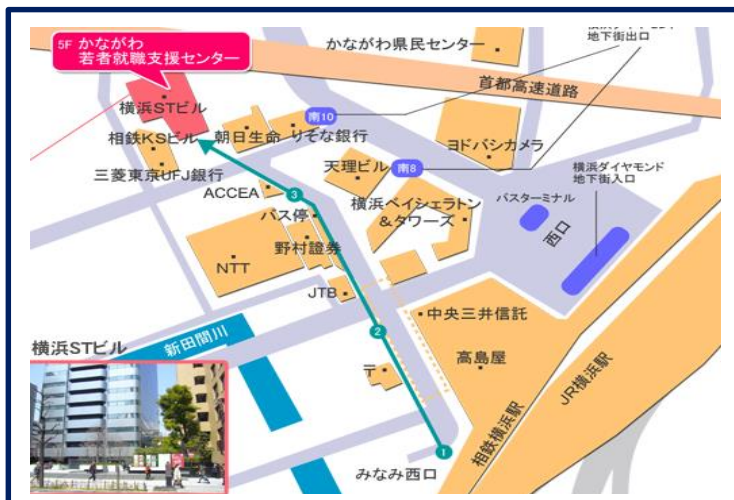 5F かながわ
若者就職支援センター
横浜STビル
相鉄KSビル
三菱東京UFJ銀行
朝日生命
りそな銀行
南10
かながわ県民センター
地下街出口
首都高速道路
ヨドバシカメラ
天理ビル
南8
横浜ダイヤモンド
地下街入口
バスターミナル
西口
横浜ベイシェラトン
&タワーズ
ACCEA
3
バス停
野村證券
NTT
JTB
2
中央三井信託
高島屋
新田間川
〒
1
みなみ西口
相鉄横浜駅
JR横浜駅
横浜STビル